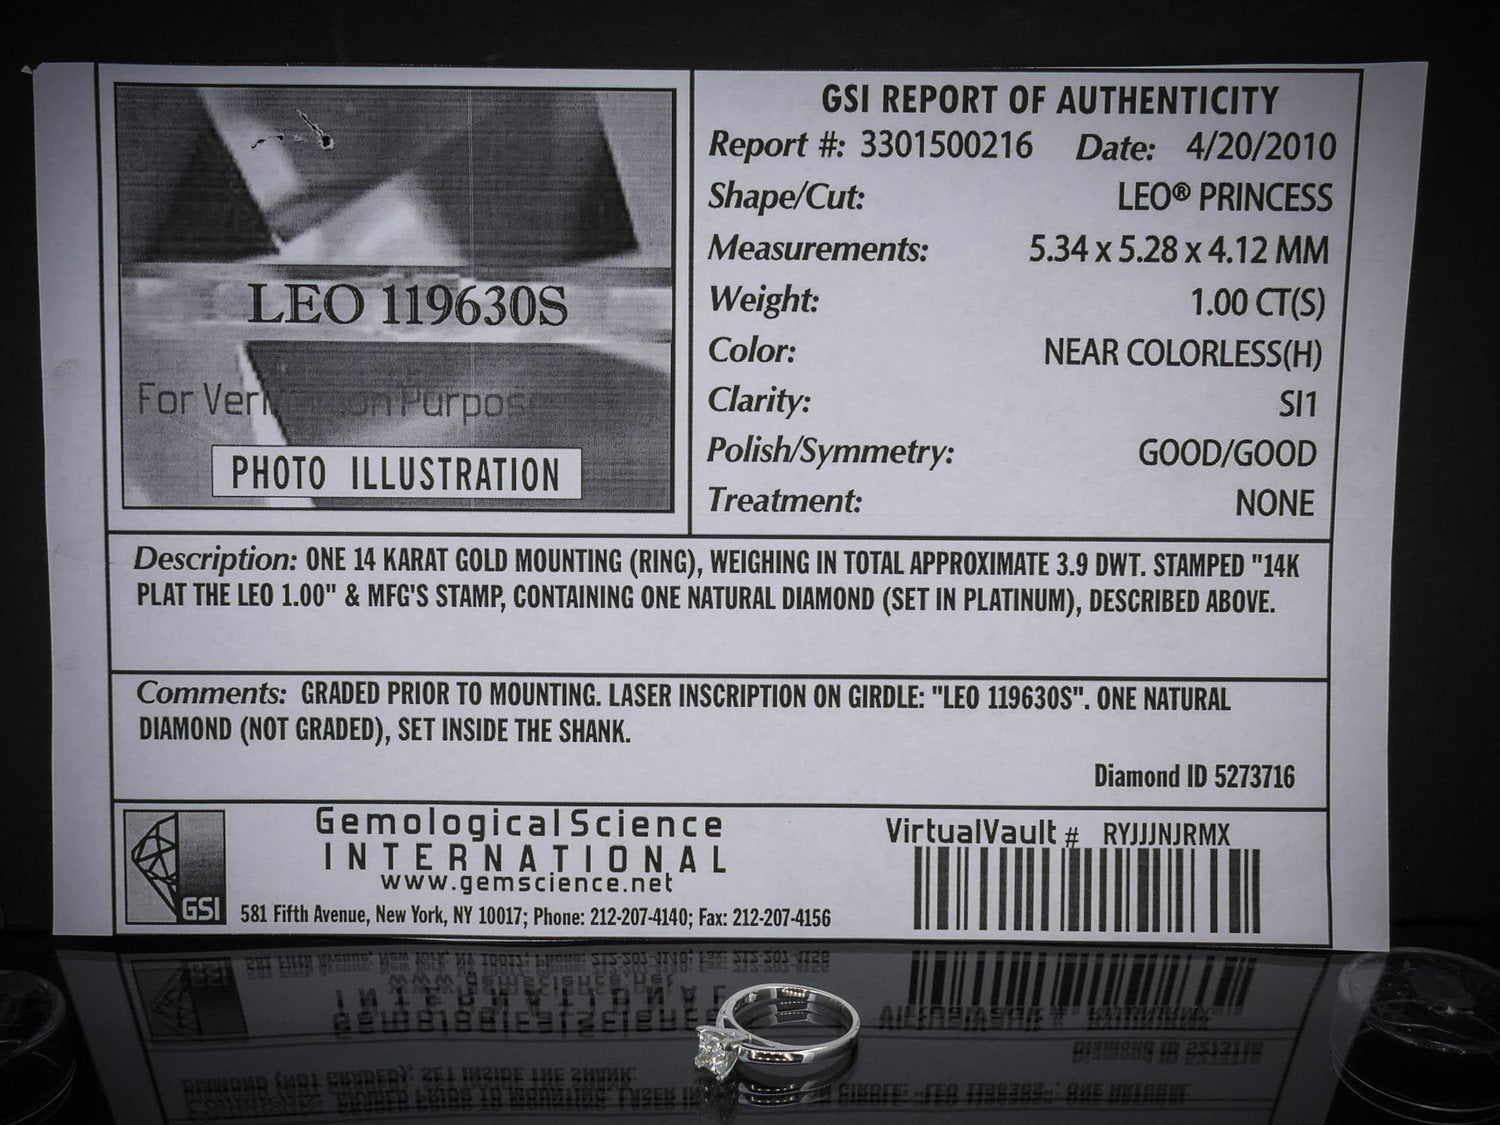 GSI REPORT OF AUTHENTICITY
Report #: 3301500216 Date: 4/20/2010
Shape/Cut: LEO® PRINCESS
Measurements: 5.34 x 5.28 x 4.12 MM
Weight: 1.00 CT(S)
Color: NEAR COLORLESS(H)
Clarity: SI1
Polish/Symmetry: GOOD/GOOD
Treatment: NONE
LEO 119630S
For Purpos
PHOTO ILLUSTRATION
Description: ONE 14 KARAT GOLD MOUNTING (RING), WEIGHING IN TOTAL APPROXIMATE 3.9 DWT. STAMPED "14K
PLAT THE LEO 1.00" & MFG'S STAMP, CONTAINING ONE NATURAL DIAMOND (SET IN PLATINUM), DESCRIBED ABOVE.
Comments: GRADED PRIOR TO MOUNTING. LASER INSCRIPTION ON GIRDLE: "LEO 119630S". ONE NATURAL
DIAMOND (NOT GRADED), SET INSIDE THE SHANK.
Diamond ID 5273716
GSI
GemologicalScience
INTERNATIONAL
www.gemscience.net
581 Fifth Avenue, New York, NY 10017; Phone: 212-207-4140; Fax: 212-207-4156
VirtualVault # RYJJJNJRMX